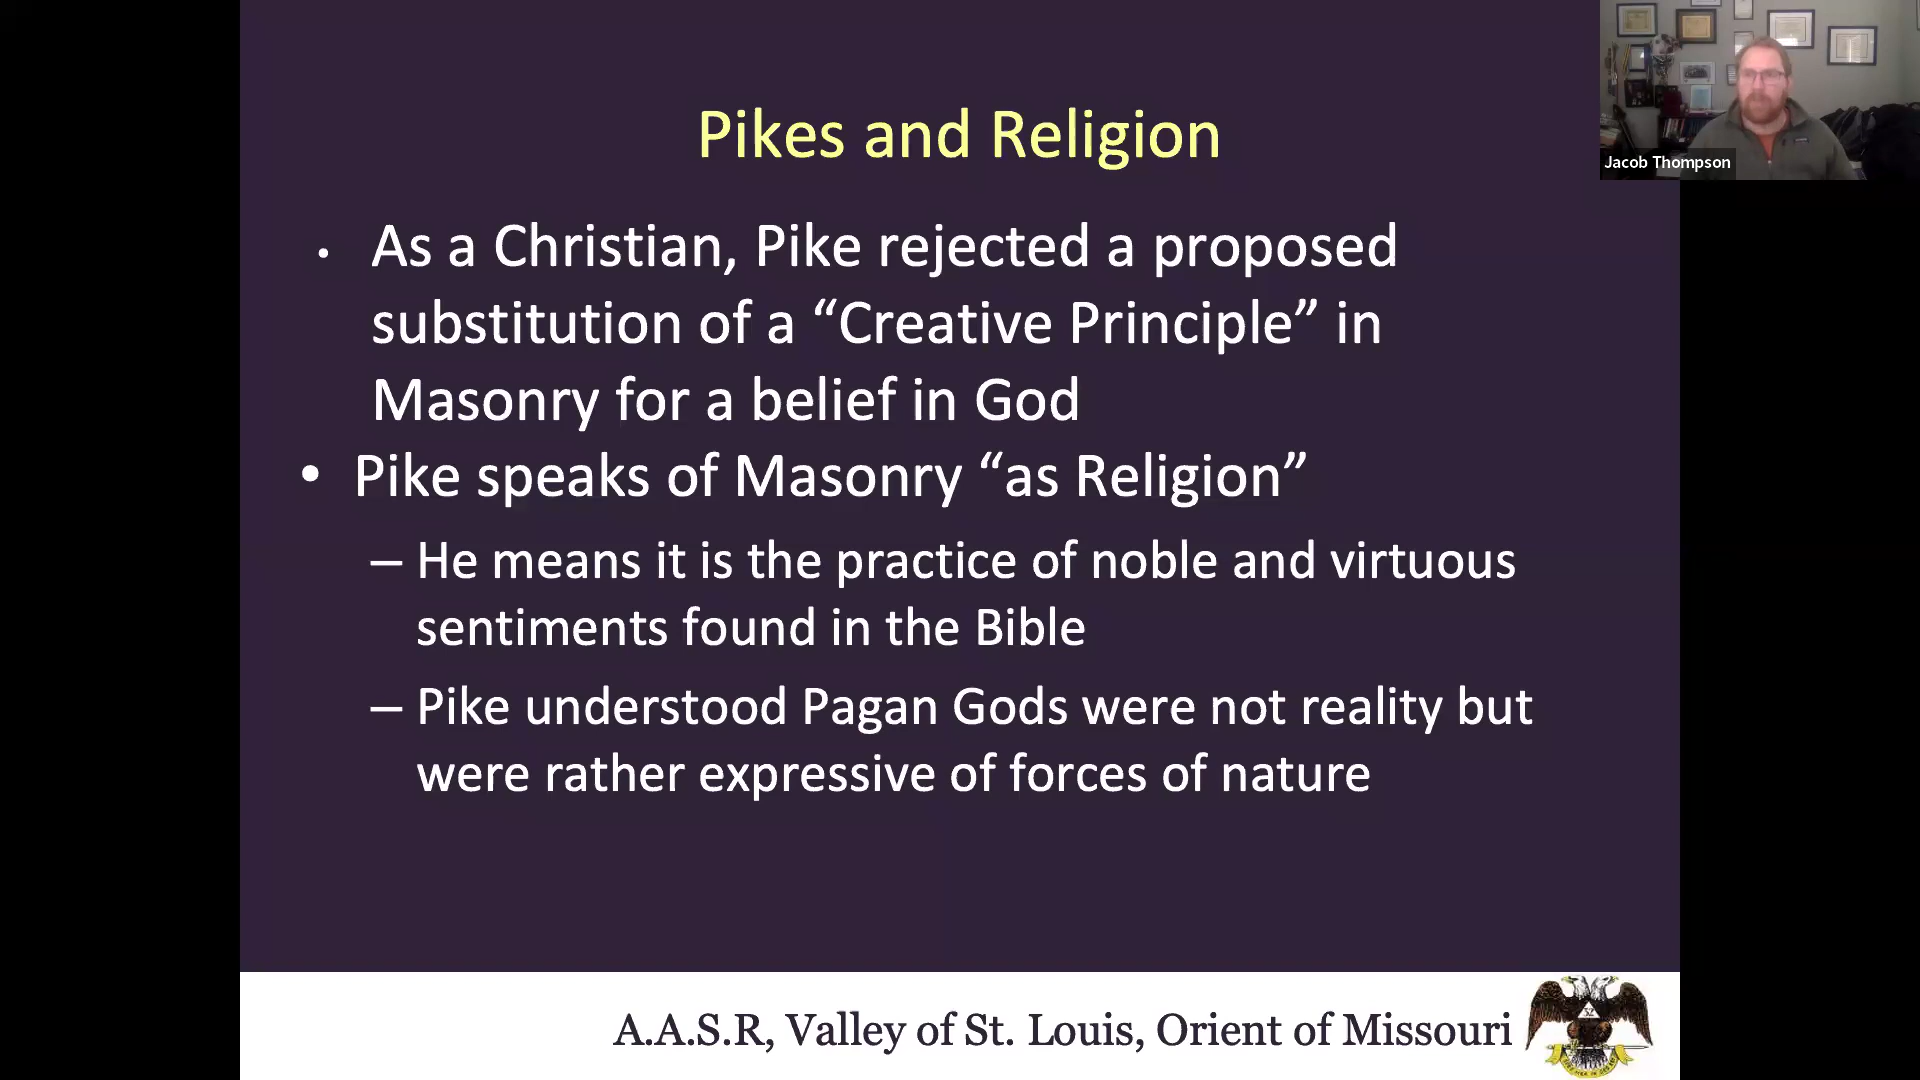 Pikes and Religion
Jacob Thompson
• As a Christian, Pike rejected a proposed
substitution of a “Creative Principle” in
Masonry for a belief in God
• Pike speaks of Masonry “as Religion”
– He means it is the practice of noble and virtuous
sentiments found in the Bible
– Pike understood Pagan Gods were not reality but
were rather expressive of forces of nature
A.A.S.R, Valley of St. Louis, Orient of Missouri